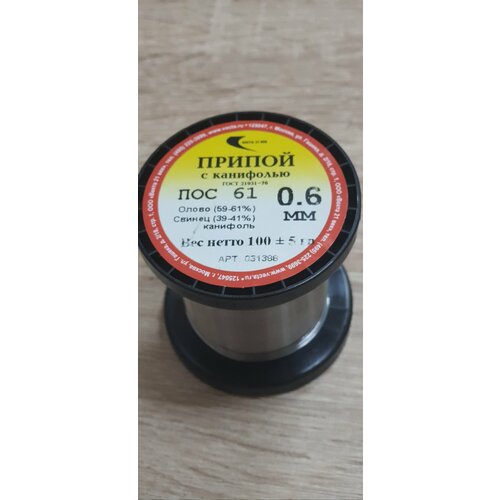 ПРИПОЙ
с канифолью
ГОСТ 21931-76
ПОС 61
0.6
мм
Олово (59-61%)
Свинец (39-41%)
канифоль
Вес нетто 100 ± 5 гр
АРТ. 031386